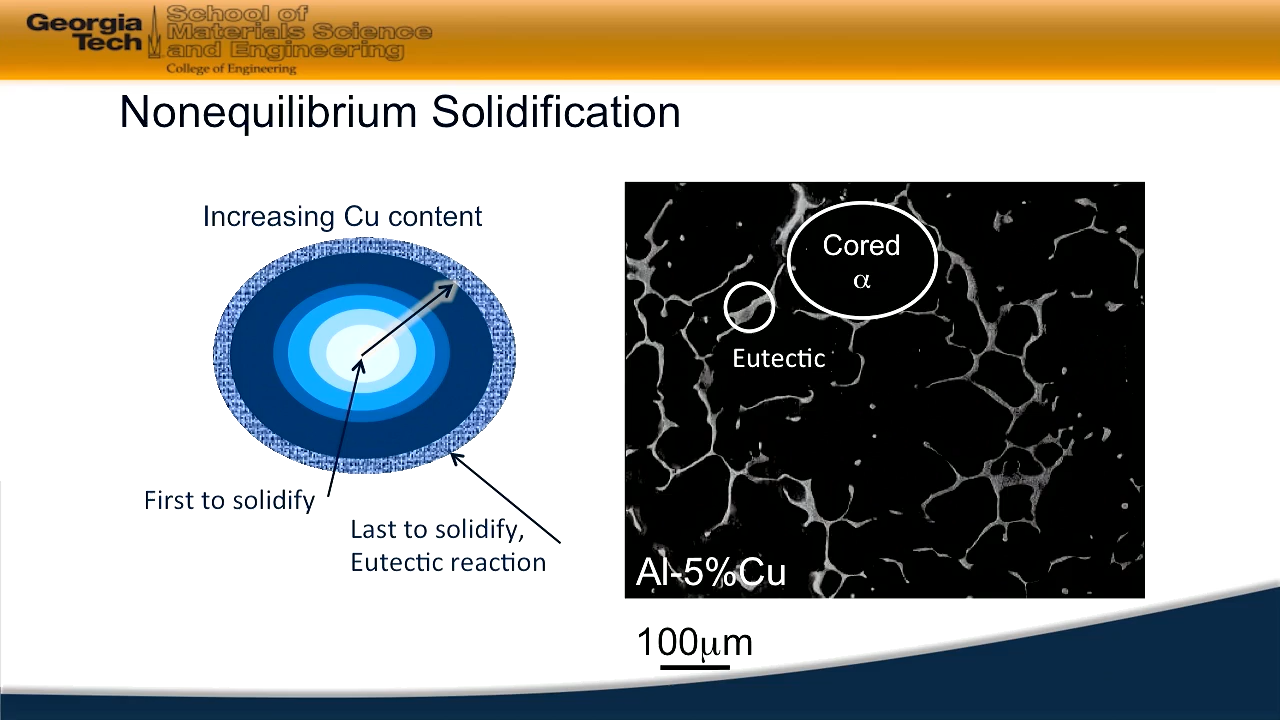 Georgia
Tech
School of
Materials Science
and Engineering
College of Engineering
Nonequilibrium Solidification
Increasing Cu content
First to solidify
Last to solidify,
Eutectic reaction
Cored
α
Eutectic
Al-5%Cu
100μm